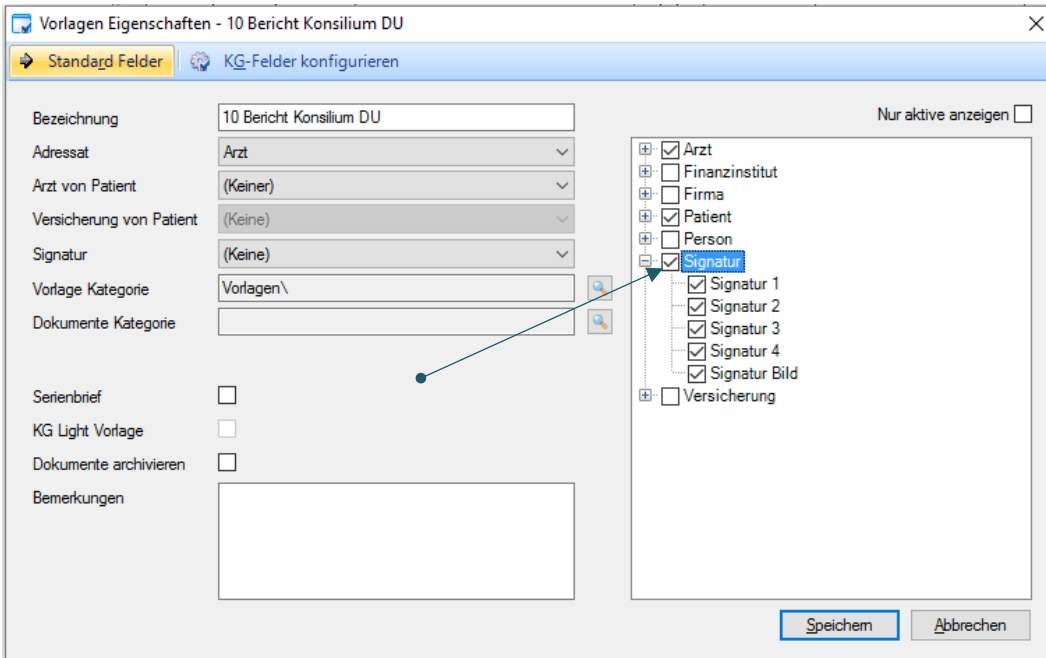 Vorlagen Eigenschaften - 10 Bericht Konsilium DU
Standard Felder
KG-Felder konfigurieren
Bezeichnung
10 Bericht Konsilium DU
Adressat
Arzt
Arzt von Patient
(Keiner)
Versicherung von Patient
(Keine)
Signatur
(Keine)
Vorlage Kategorie
Vorlagen\
Dokumente Kategorie
Serienbrief
KG Light Vorlage
Dokumente archivieren
Bemerkungen
Nur aktive anzeigen
Arzt
Finanzinstitut
Firma
Patient
Person
Signatur
Signatur 1
Signatur 2
Signatur 3
Signatur 4
Signatur Bild
Versicherung
Speichern
Abbrechen